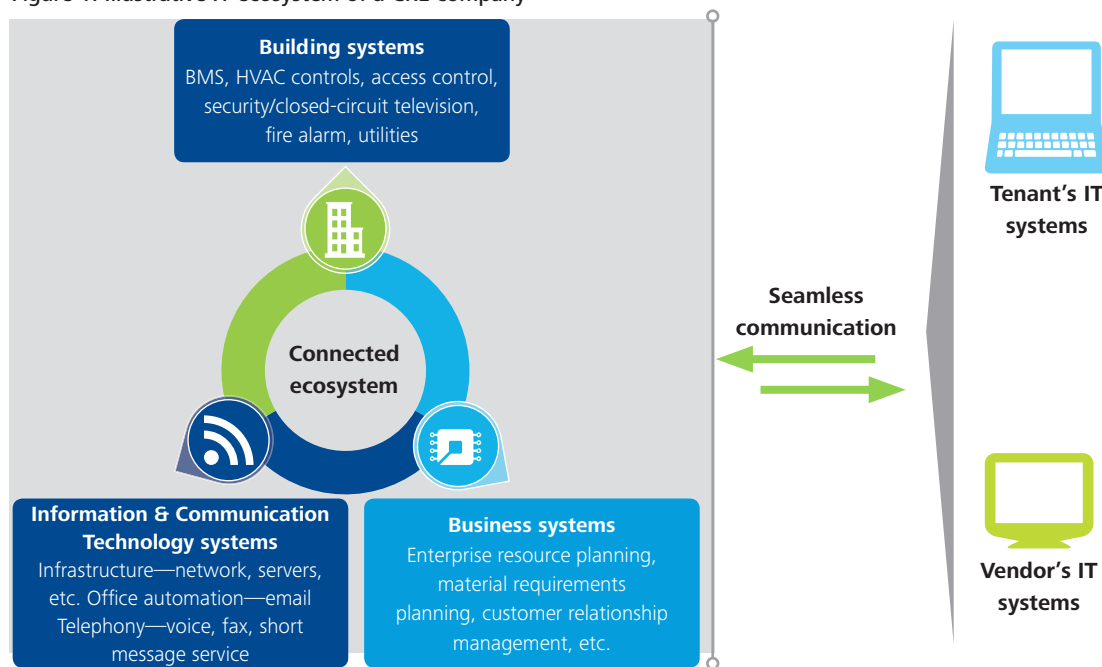 Building systems
BMS, HVAC controls, access control,
security/closed-circuit television,
fire alarm, utilities
Connected
ecosystem
Information & Communication
Technology systems
Infrastructure—network, servers,
etc. Office automation—email
Telephony—voice, fax, short
message service
Business systems
Enterprise resource planning,
material requirements
planning, customer relationship
management, etc.
Seamless
communication
Tenant's IT
systems
Vendor's IT
systems